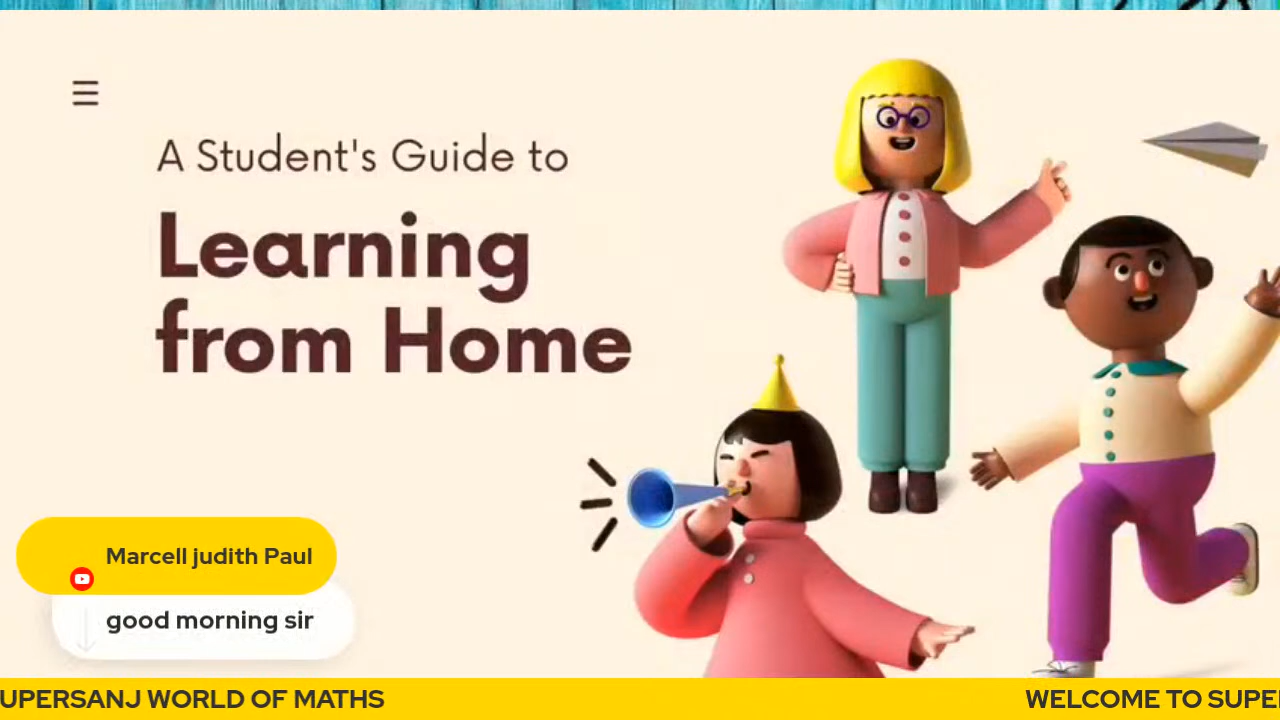 A Student's Guide to
Learning
from Home
Marcell judith Paul
good morning sir
UPERSANJ WORLD OF MATHS
WELCOME TO SUPE